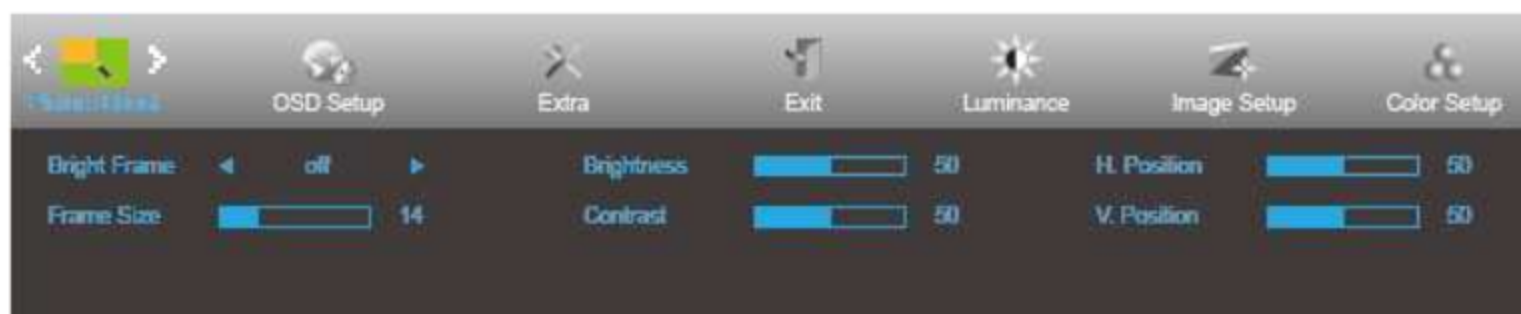 OSD Setup
Extra
Exit
Luminance
Image Setup
Color Setup
Bright Frame off Brightness 50 H. Position 50
Frame Size 14 Contrast 50 V. Position 50